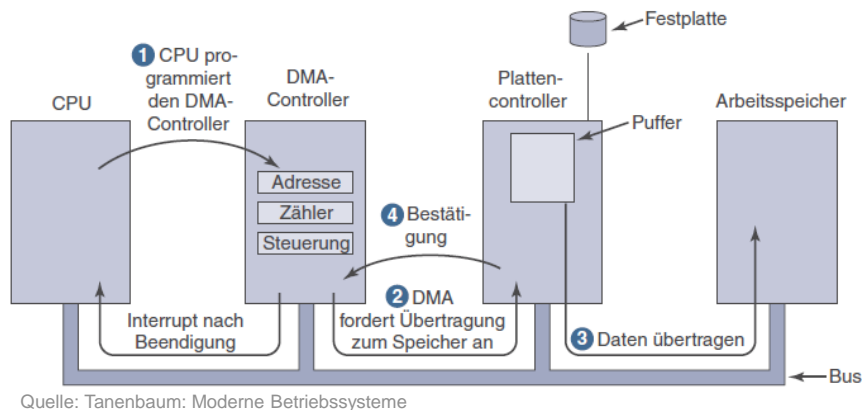 Festplatte
1 CPU pro-
grammiert
den DMA-
Controller
CPU
DMA-
Controller
Platten-
controller
Arbeitsspeicher
Puffer
Adresse
Zähler
Steuerung
4 Bestäti-
gung
Interrupt nach
Beendigung
2 DMA
fordert Übertragung
zum Speicher an
3 Daten übertragen
Bus
Quelle: Tanenbaum: Moderne Betriebssysteme